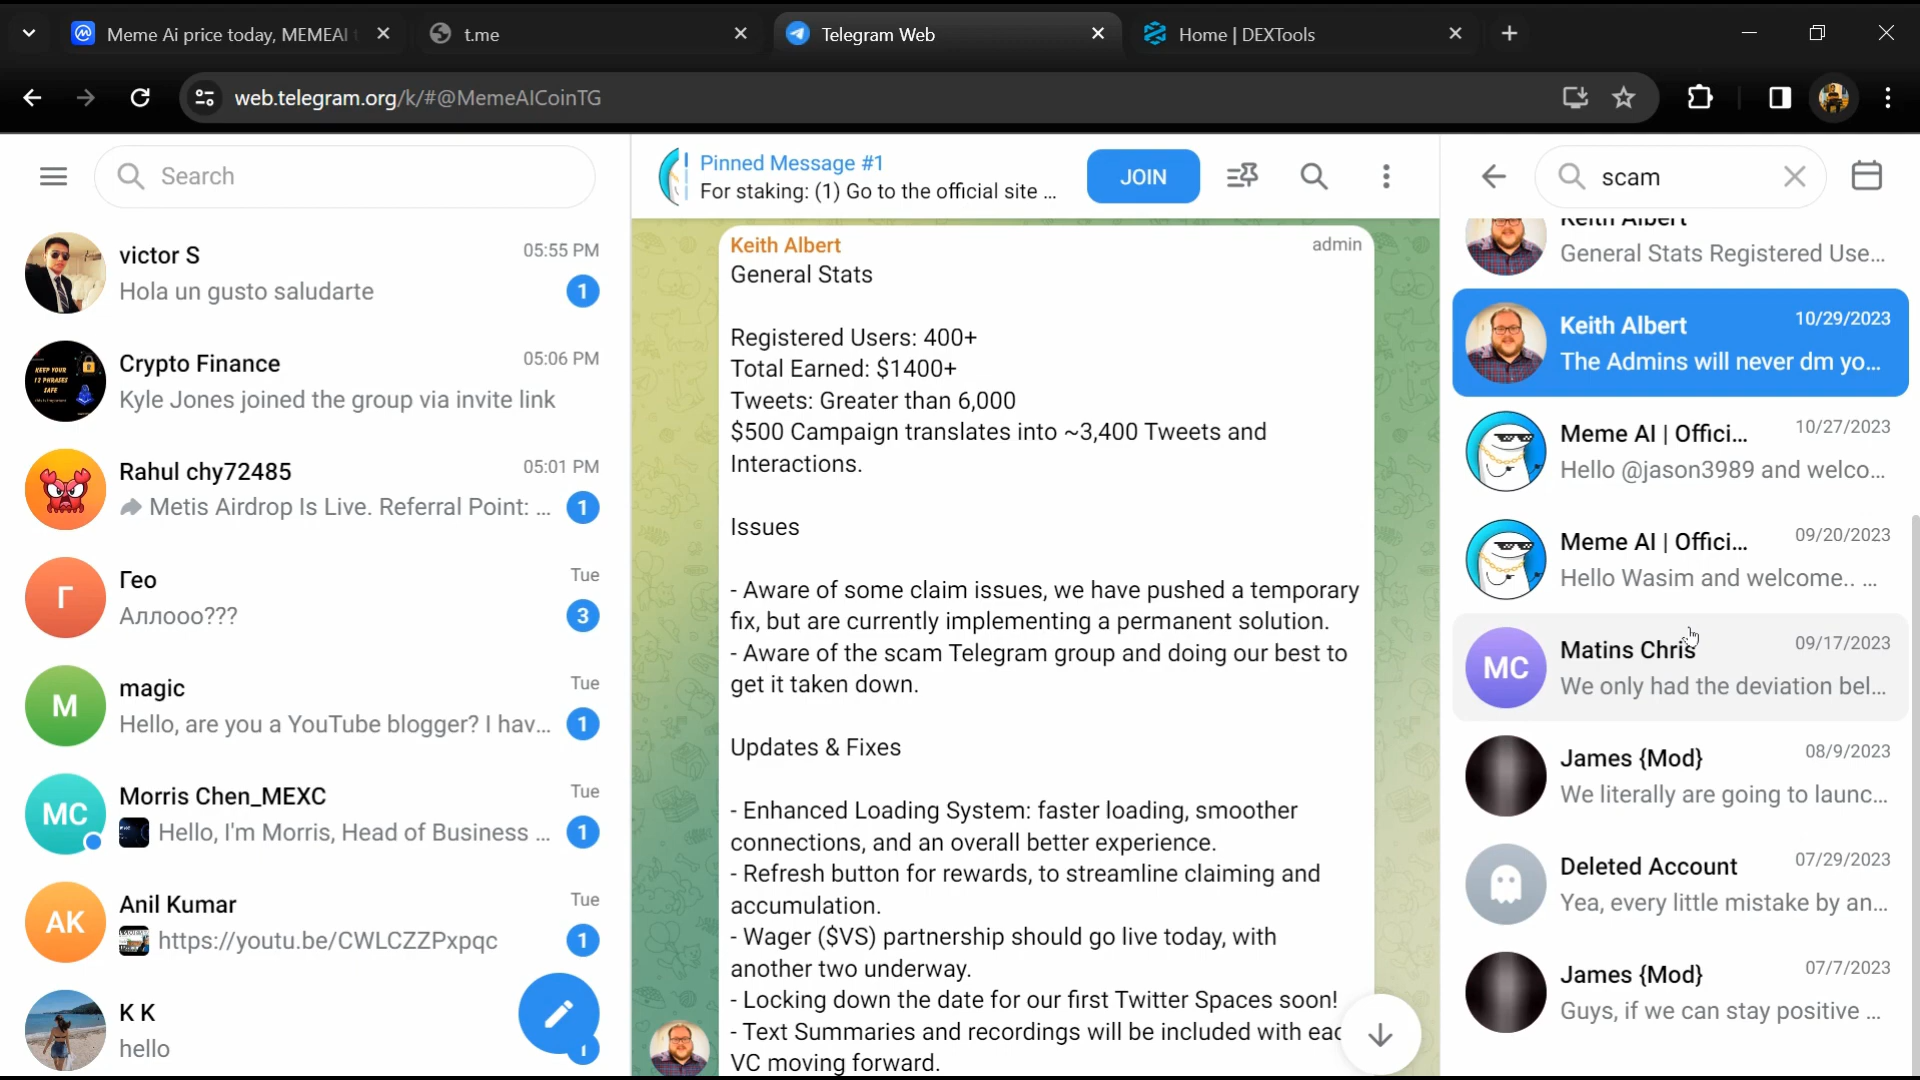 Meme Ai price today, MEMEAI t
t.me
Telegram Web
Home | DEXTools
web.telegram.org/k/#@MemeAICoinTG
Search
victor S
05:55 PM
Hola un gusto saludarte
1
KEEP YOUR
12 PHRASES
SAFE
Crypto Finance
05:06 PM
Kyle Jones joined the group via invite link
Rahul chy72485
05:01 PM
Metis Airdrop Is Live. Referral Point: ...
1
Г
Гео
Tue
Аллооо???
3
M
magic
Tue
Hello, are you a YouTube blogger? I hav...
1
MC
Morris Chen_MEXC
Tue
Hello, I'm Morris, Head of Business ...
1
AK
Anil Kumar
Tue
https://youtu.be/CWLCZZPxpqc
1
K K
hello
1
Pinned Message #1
For staking: (1) Go to the official site ...
JOIN
Keith Albert
admin
General Stats
Registered Users: 400+
Total Earned: $1400+
Tweets: Greater than 6,000
$500 Campaign translates into ~3,400 Tweets and
Interactions.
Issues
- Aware of some claim issues, we have pushed a temporary
fix, but are currently implementing a permanent solution.
- Aware of the scam Telegram group and doing our best to
get it taken down.
Updates & Fixes
- Enhanced Loading System: faster loading, smoother
connections, and an overall better experience.
- Refresh button for rewards, to streamline claiming and
accumulation.
- Wager ($VS) partnership should go live today, with
another two underway.
- Locking down the date for our first Twitter Spaces soon!
- Text Summaries and recordings will be included with eac
VC moving forward.
scam
Keith Albert
General Stats Registered Use...
Keith Albert
10/29/2023
The Admins will never dm yo...
Meme AI | Offici...
10/27/2023
Hello @jason3989 and welco...
Meme AI | Offici...
09/20/2023
Hello Wasim and welcome.. ...
MC
Matins Chris
09/17/2023
We only had the deviation bel...
James {Mod}
08/9/2023
We literally are going to launc...
Deleted Account
07/29/2023
Yea, every little mistake by an...
James {Mod}
07/7/2023
Guys, if we can stay positive ...